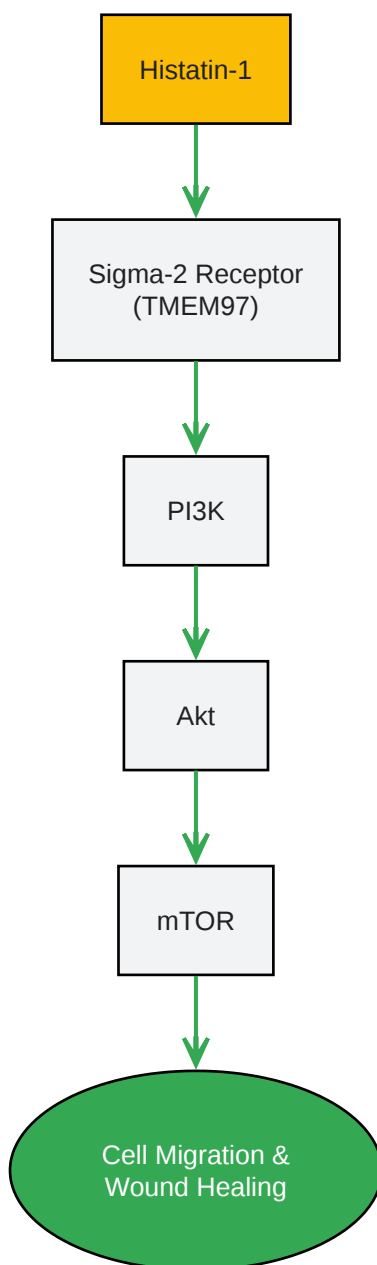 Histatin-1
Sigma-2 Receptor
(TMEM97)
PI3K
Akt
mTOR
Cell Migration &
Wound Healing